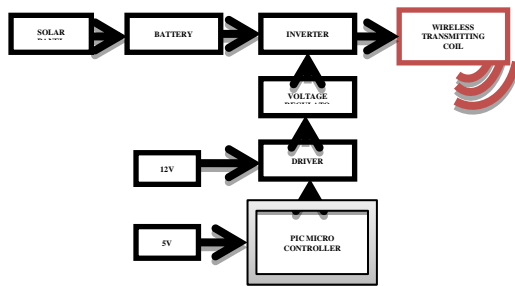 SOLAR
BATTERY
INVERTER
WIRELESS
TRANSMITTING
COIL
VOLTAGE
DRIVER
12V
5V
PIC MICRO
CONTROLLER